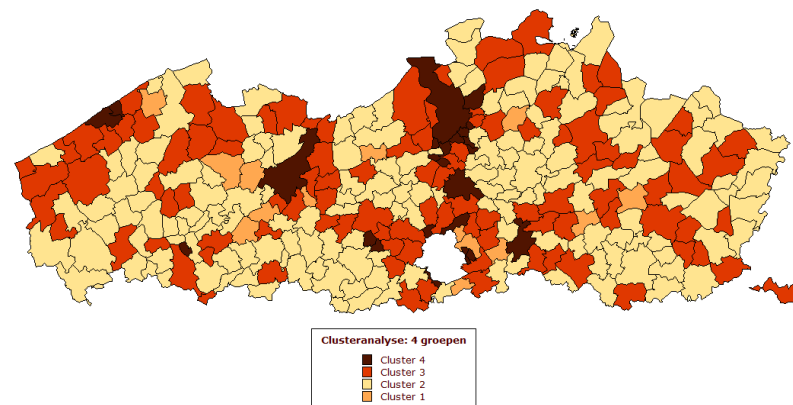 Clusteranalyse: 4 groepen
Cluster 4
Cluster 3
Cluster 2
Cluster 1